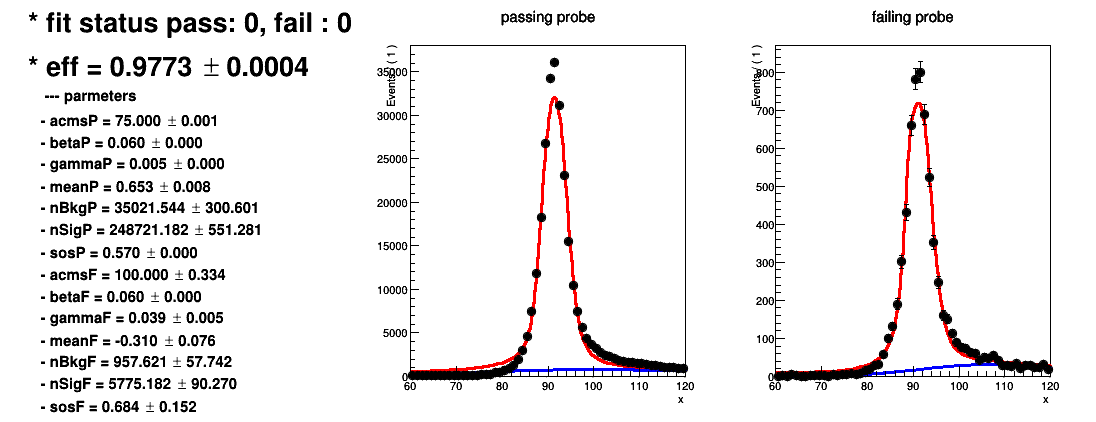 * fit status pass: 0, fail : 0
* eff = 0.9773 ± 0.0004
--- parmeters
- acmsP = 75.000 ± 0.001
- betaP = 0.060 ± 0.000
- gammaP = 0.005 ± 0.000
- meanP = 0.653 ± 0.008
- nBkgP = 35021.544 ± 300.601
- nSigP = 248721.182 ± 551.281
- sosP = 0.570 ± 0.000
- acmsF = 100.000 ± 0.334
- betaF = 0.060 ± 0.000
- gammaF = 0.039 ± 0.005
- meanF = -0.310 ± 0.076
- nBkgF = 957.621 ± 57.742
- nSigF = 5775.182 ± 90.270
- sosF = 0.684 ± 0.152
passing probe
Events / ( 1 )
35000
30000
25000
20000
15000
10000
5000
0
60 70 80 90 100 110 120
x
failing probe
Events / ( 1 )
800
700
600
500
400
300
200
100
0
60 70 80 90 100 110 120
x